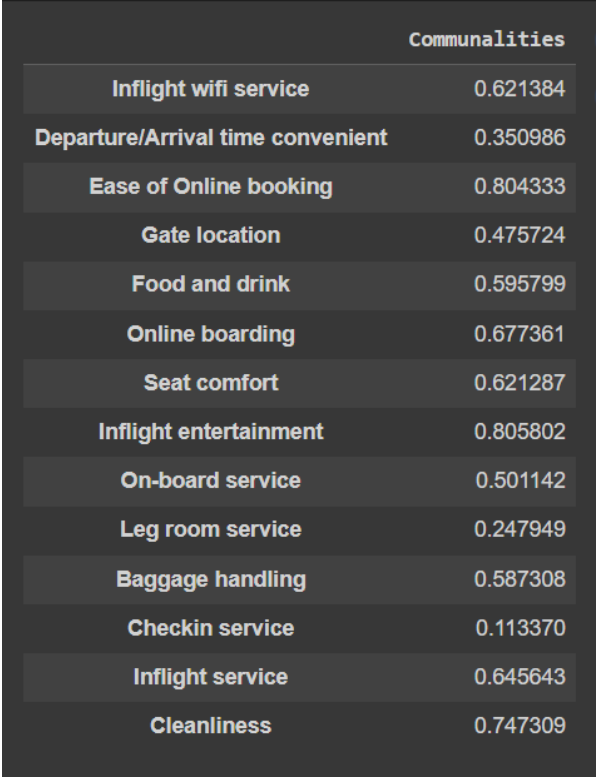 Communalities
Inflight wifi service 0.621384
Departure/Arrival time convenient 0.350986
Ease of Online booking 0.804333
Gate location 0.475724
Food and drink 0.595799
Online boarding 0.677361
Seat comfort 0.621287
Inflight entertainment 0.805802
On-board service 0.501142
Leg room service 0.247949
Baggage handling 0.587308
Checkin service 0.113370
Inflight service 0.645643
Cleanliness 0.747309